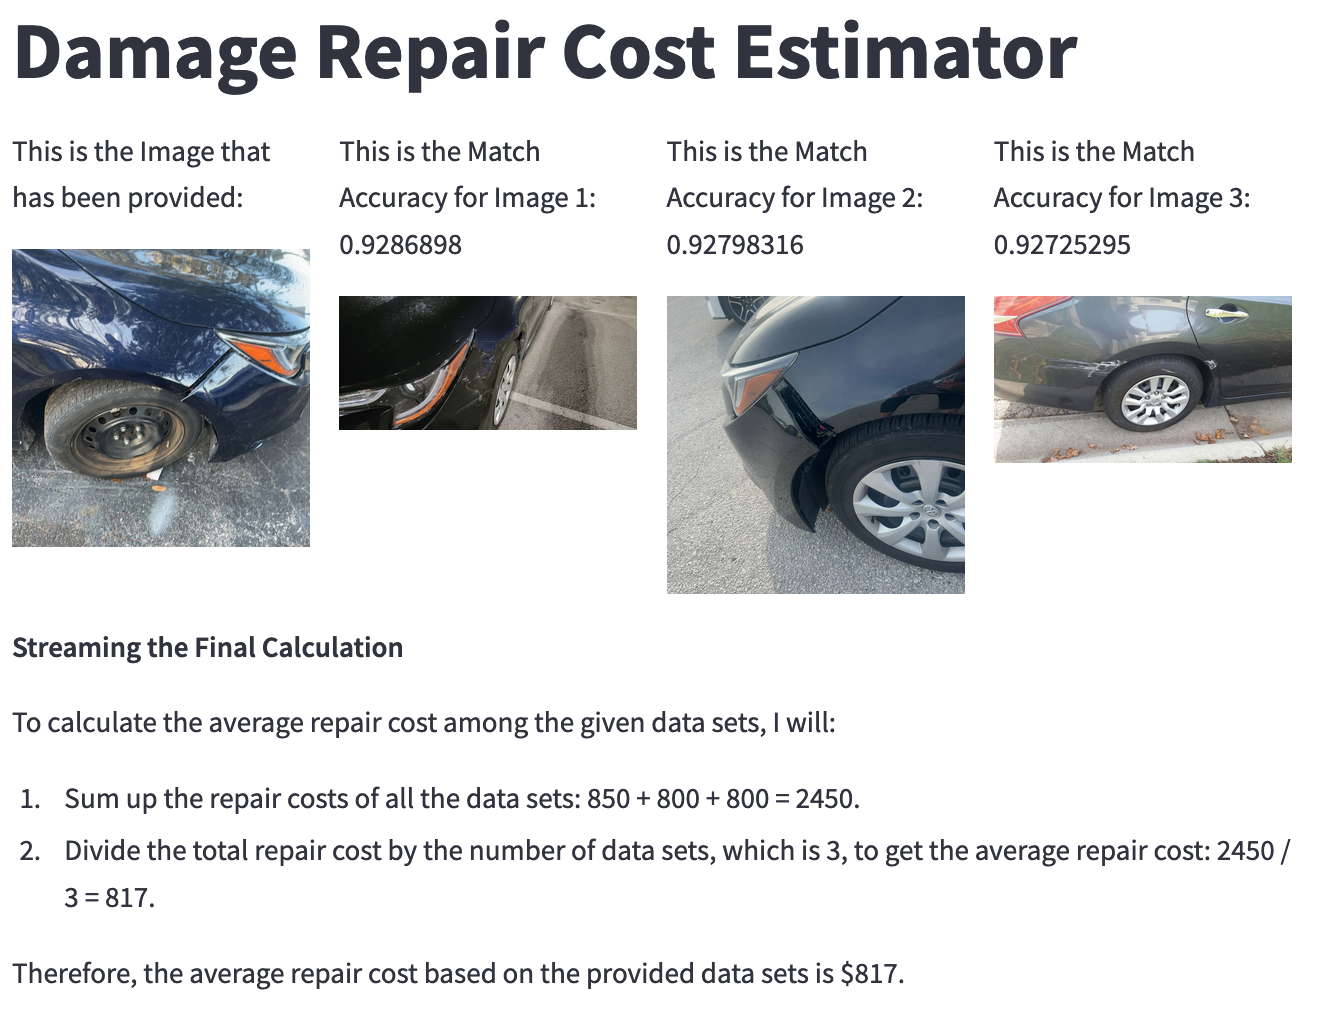 Damage Repair Cost Estimator
This is the Image that
has been provided:
This is the Match
Accuracy for Image 1:
0.9286898
This is the Match
Accuracy for Image 2:
0.92798316
This is the Match
Accuracy for Image 3:
0.92725295
Streaming the Final Calculation
To calculate the average repair cost among the given data sets, I will:
1. Sum up the repair costs of all the data sets: 850 + 800 + 800 = 2450.
2. Divide the total repair cost by the number of data sets, which is 3, to get the average repair cost: 2450 /
3 = 817.
Therefore, the average repair cost based on the provided data sets is $817.